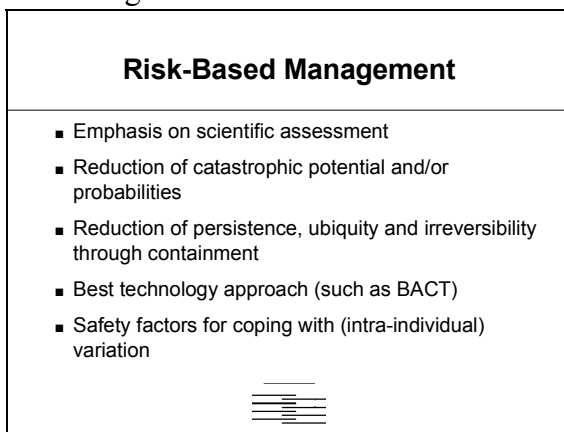 Risk-Based Management
■ Emphasis on scientific assessment
■ Reduction of catastrophic potential and/or
probabilities
■ Reduction of persistence, ubiquity and irreversibility
through containment
■ Best technology approach (such as BACT)
■ Safety factors for coping with (intra-individual)
variation